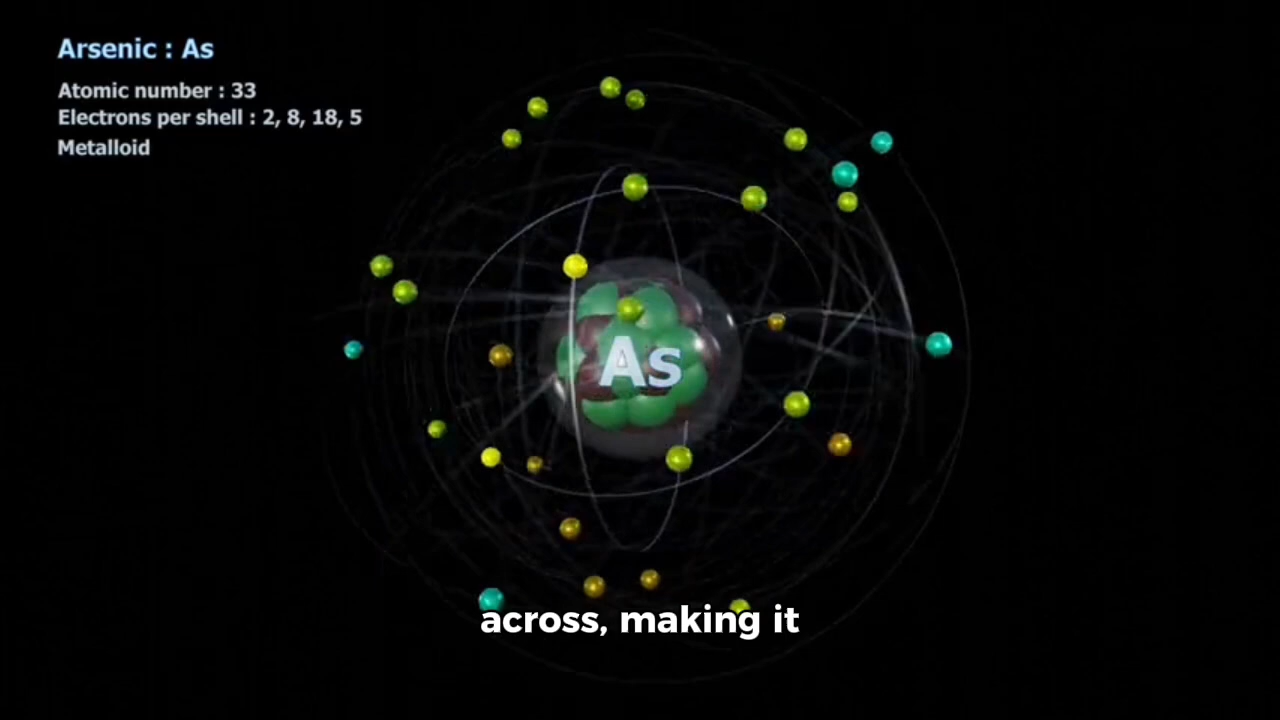 Arsenic : As
Atomic number : 33
Electrons per shell : 2, 8, 18, 5
Metalloid
As
across, making it